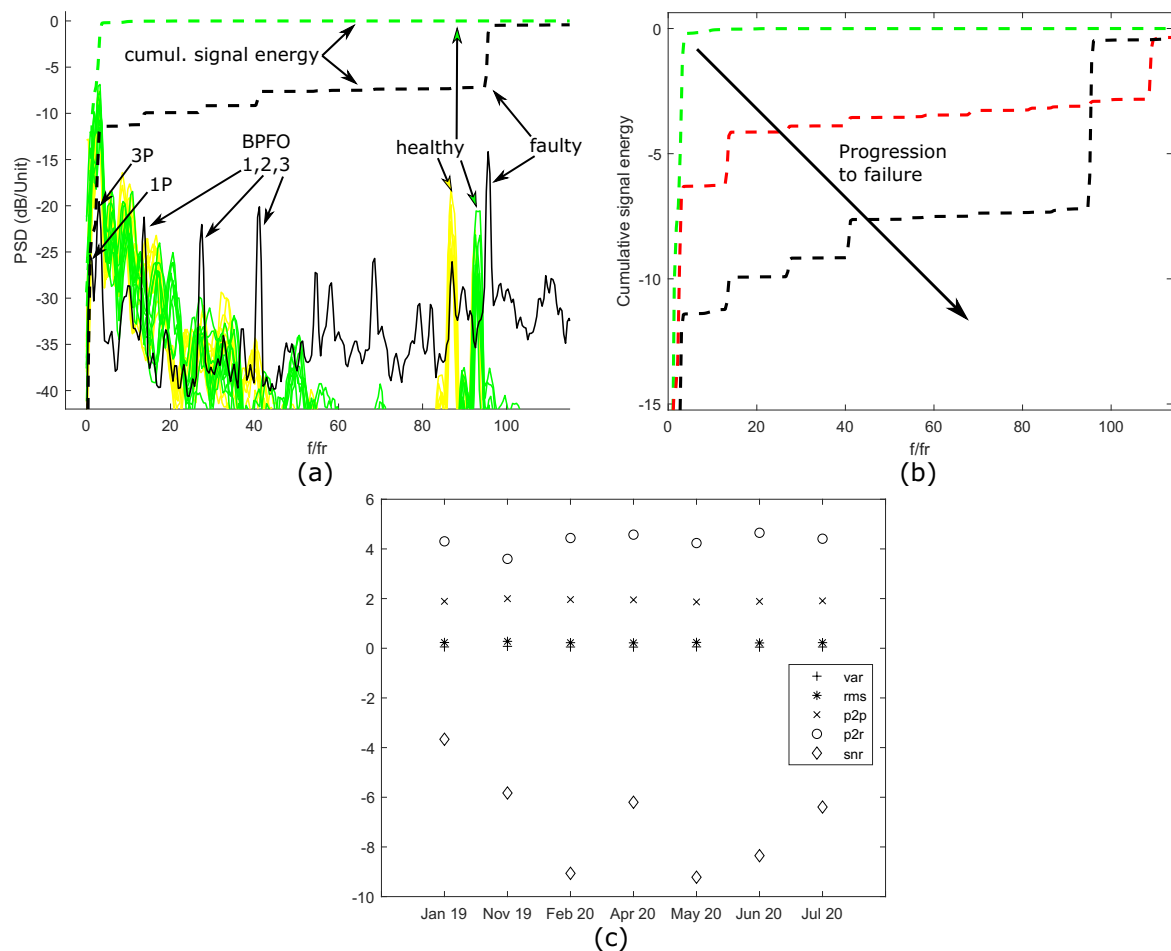 0
-5
-10
-15
-20
-25
-30
-35
-40
PSD (dB/Unit)
cumul. signal energy
BPFO
1,2,3
3P
1P
healthy
faulty
0 20 40 60 80 100
f/fr
(a)
0
-5
-10
-15
Cumulative signal energy
Progression
to failure
0 20 40 60 80 100
f/fr
(b)
6
4
2
0
-2
-4
-6
-8
-10
var
rms
p2p
p2r
snr
Jan 19 Nov 19 Feb 20 Apr 20 May 20 Jun 20 Jul 20
(c)